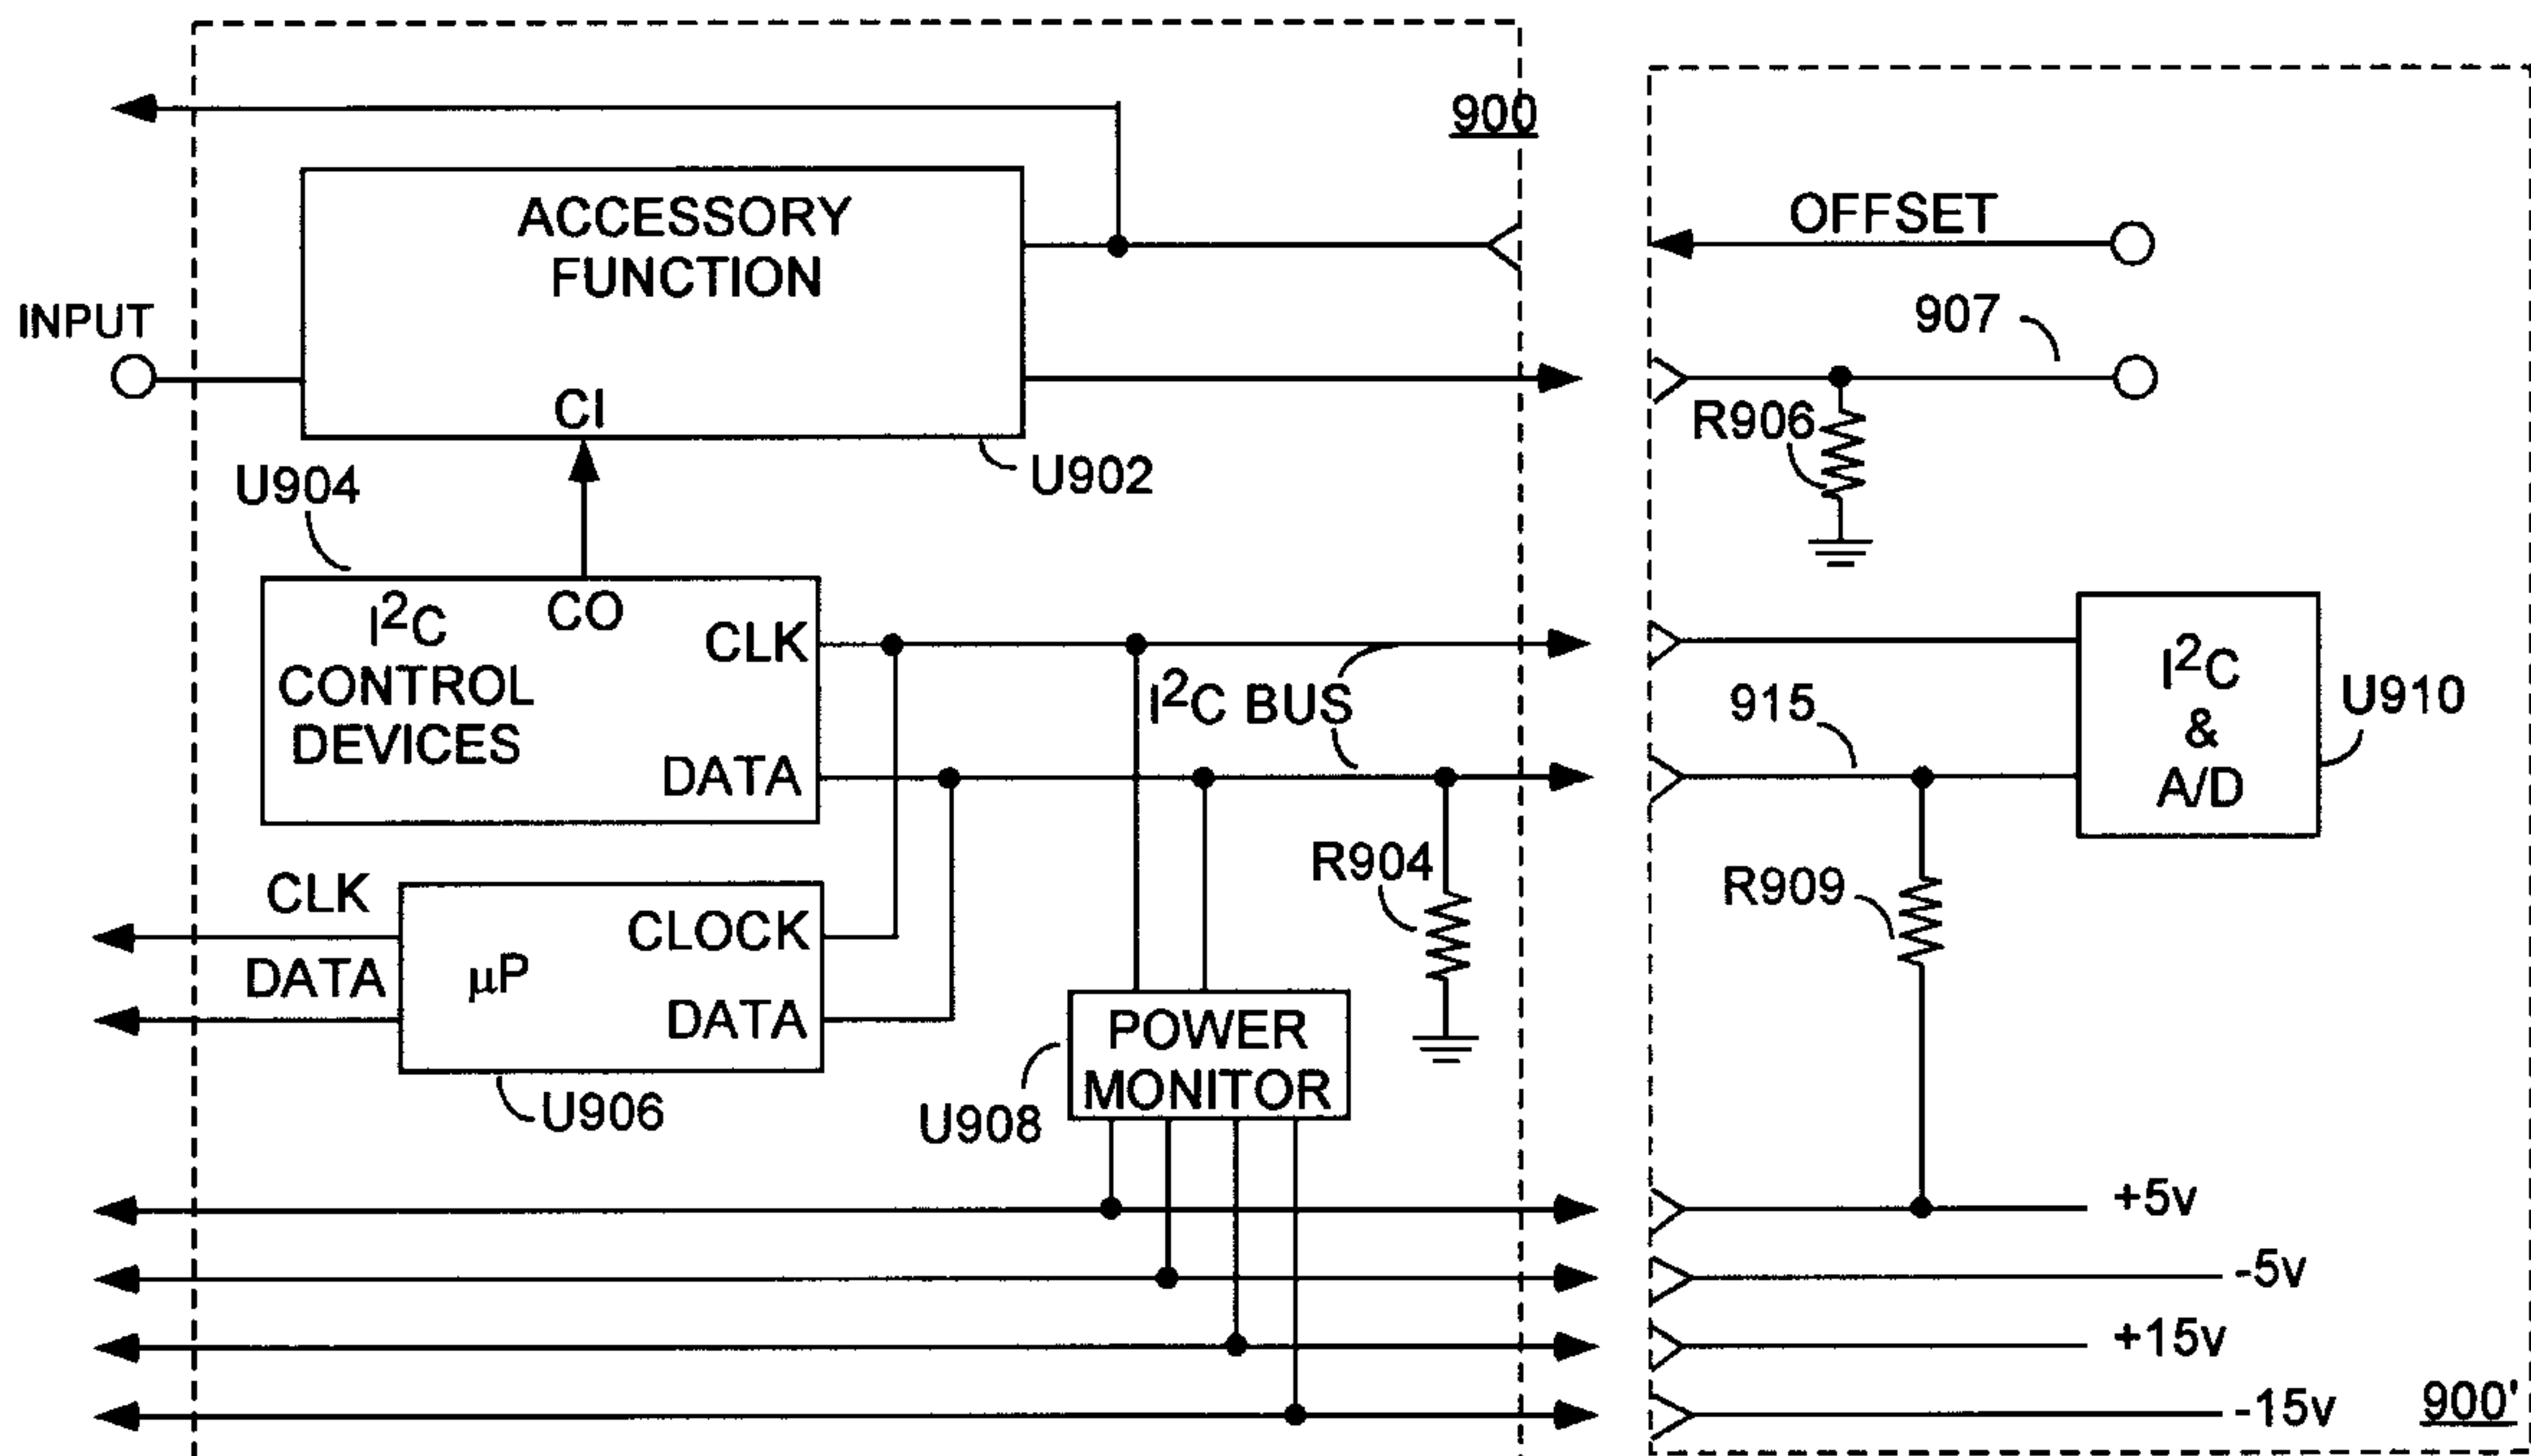 900
ACCESSORY
FUNCTION
OFFSET
INPUT
907
CI
R906
U904
U902
I²C
CONTROL
DEVICES
CO
CLK
DATA
I²C BUS
915
I²C
&
A/D
U910
R904
R909
CLK
DATA
µP
CLOCK
DATA
U906
POWER
MONITOR
U908
+5v
-5v
+15v
-15v
900'